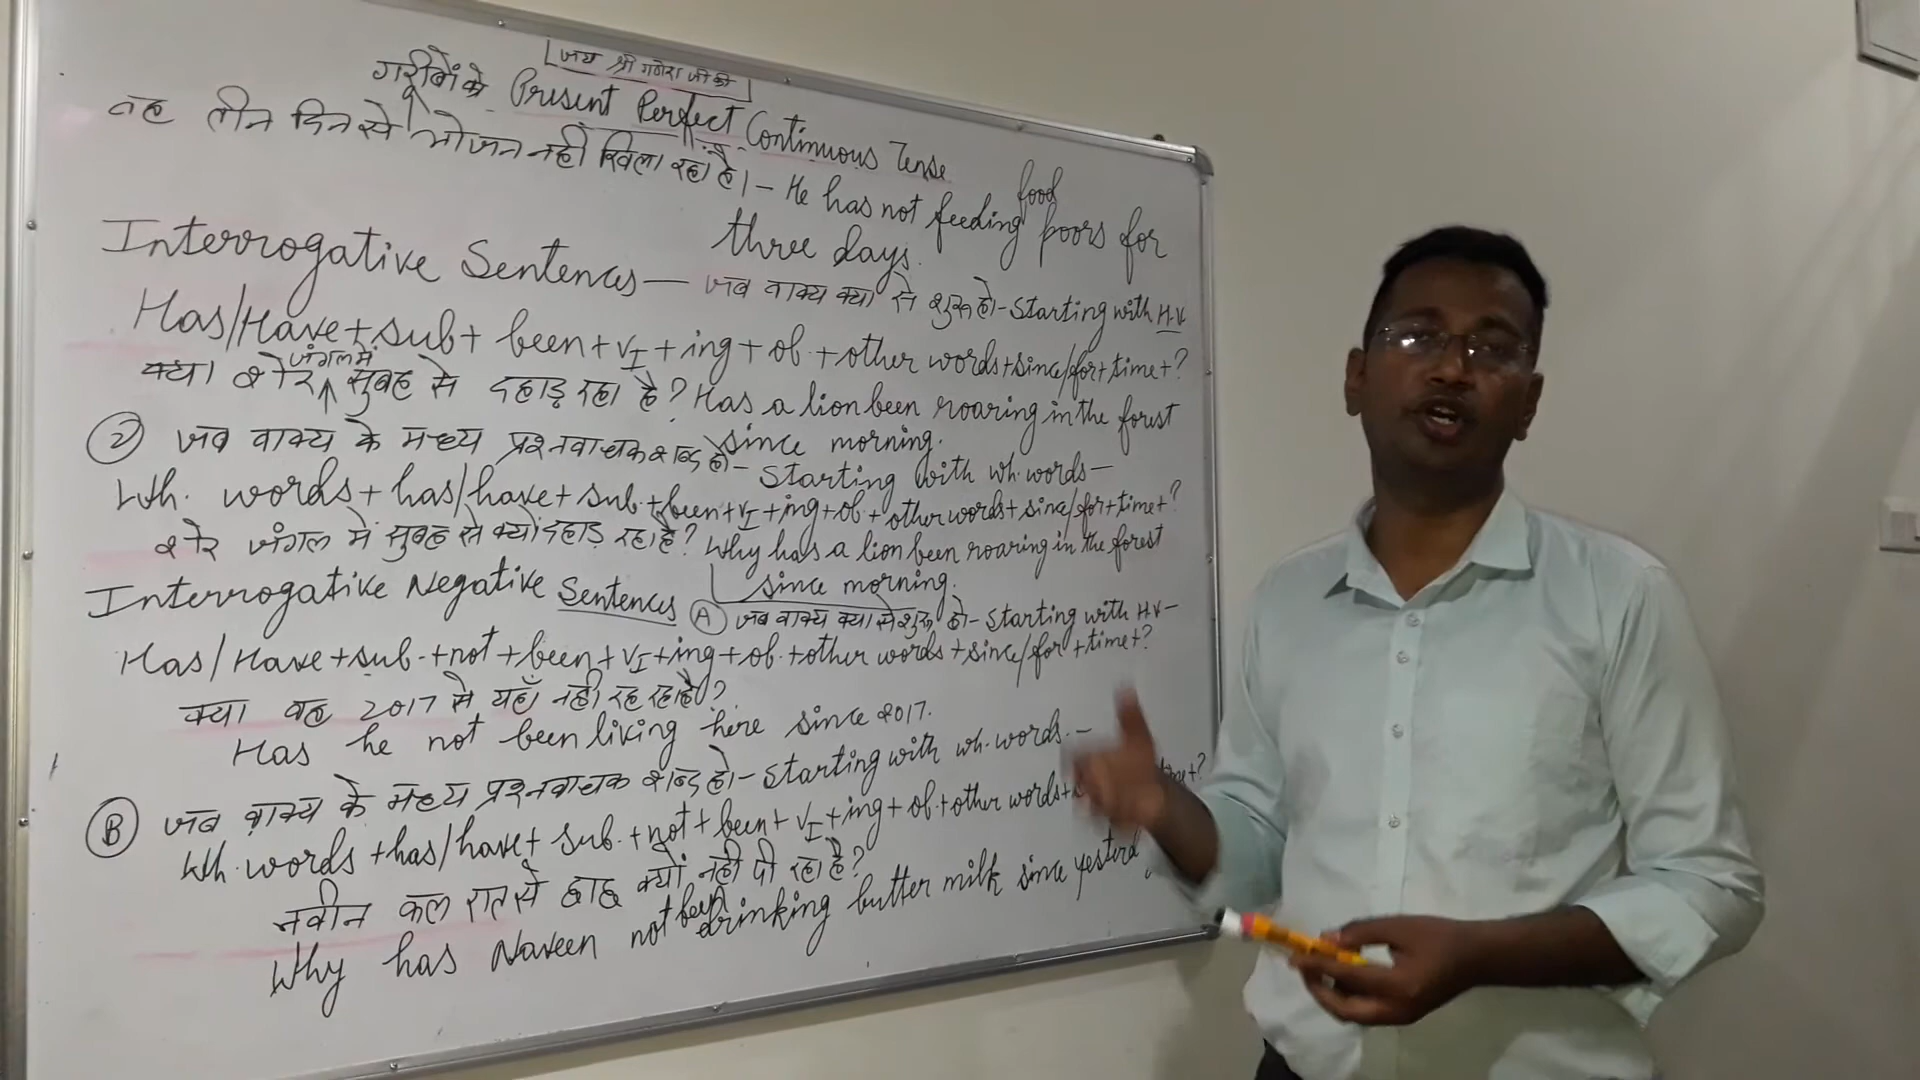 जय श्री गणेश जी की
Present Perfect Continuous Tense
गरीबों को
वह तीन दिन से भोजन नहीं खिला रहा है। - He has not feeding food poors for
three days.
Interrogative Sentences - जब वाक्य क्या से शुरू हो - Starting with H.V
Has/Have + sub + been + VI + ing + ob. + other words + since/for + time + ?
जंगल में
क्या शेर सुबह से दहाड़ रहा है? Has a lion been roaring in the forest
since morning.
2 जब वाक्य के मध्य प्रश्नवाचक शब्द हो - Starting with wh. words -
Wh. words + has/have + sub. + been + VI + ing + ob. + other words + since/for + time + ?
शेर जंगल में सुबह से क्यों दहाड़ रहा है? Why has a lion been roaring in the forest
since morning.
Interrogative Negative Sentences A जब वाक्य क्या से शुरू हो - Starting with HV -
Has/Have + sub. + not + been + VI + ing + ob. + other words + since/for + time + ?
क्या वह 2017 से यहाँ नहीं रह रहा है?
Has he not been living here since 2017.
B जब वाक्य के मध्य प्रश्नवाचक शब्द हो - Starting with wh. words. -
Wh. words + has/have + sub. + not + been + VI + ing + ob. + other words +
नवीन कल रात से छाछ क्यों नहीं पी रहा है?
Why has Naveen not been drinking butter milk since yesterd